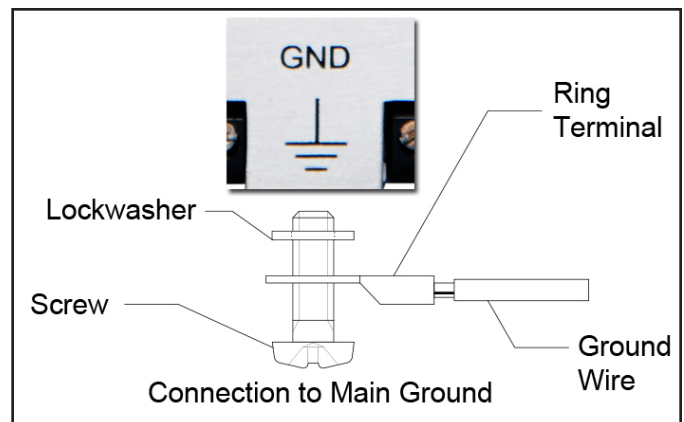 GND
Ring
Terminal
Lockwasher
Screw
Ground
Wire
Connection to Main Ground